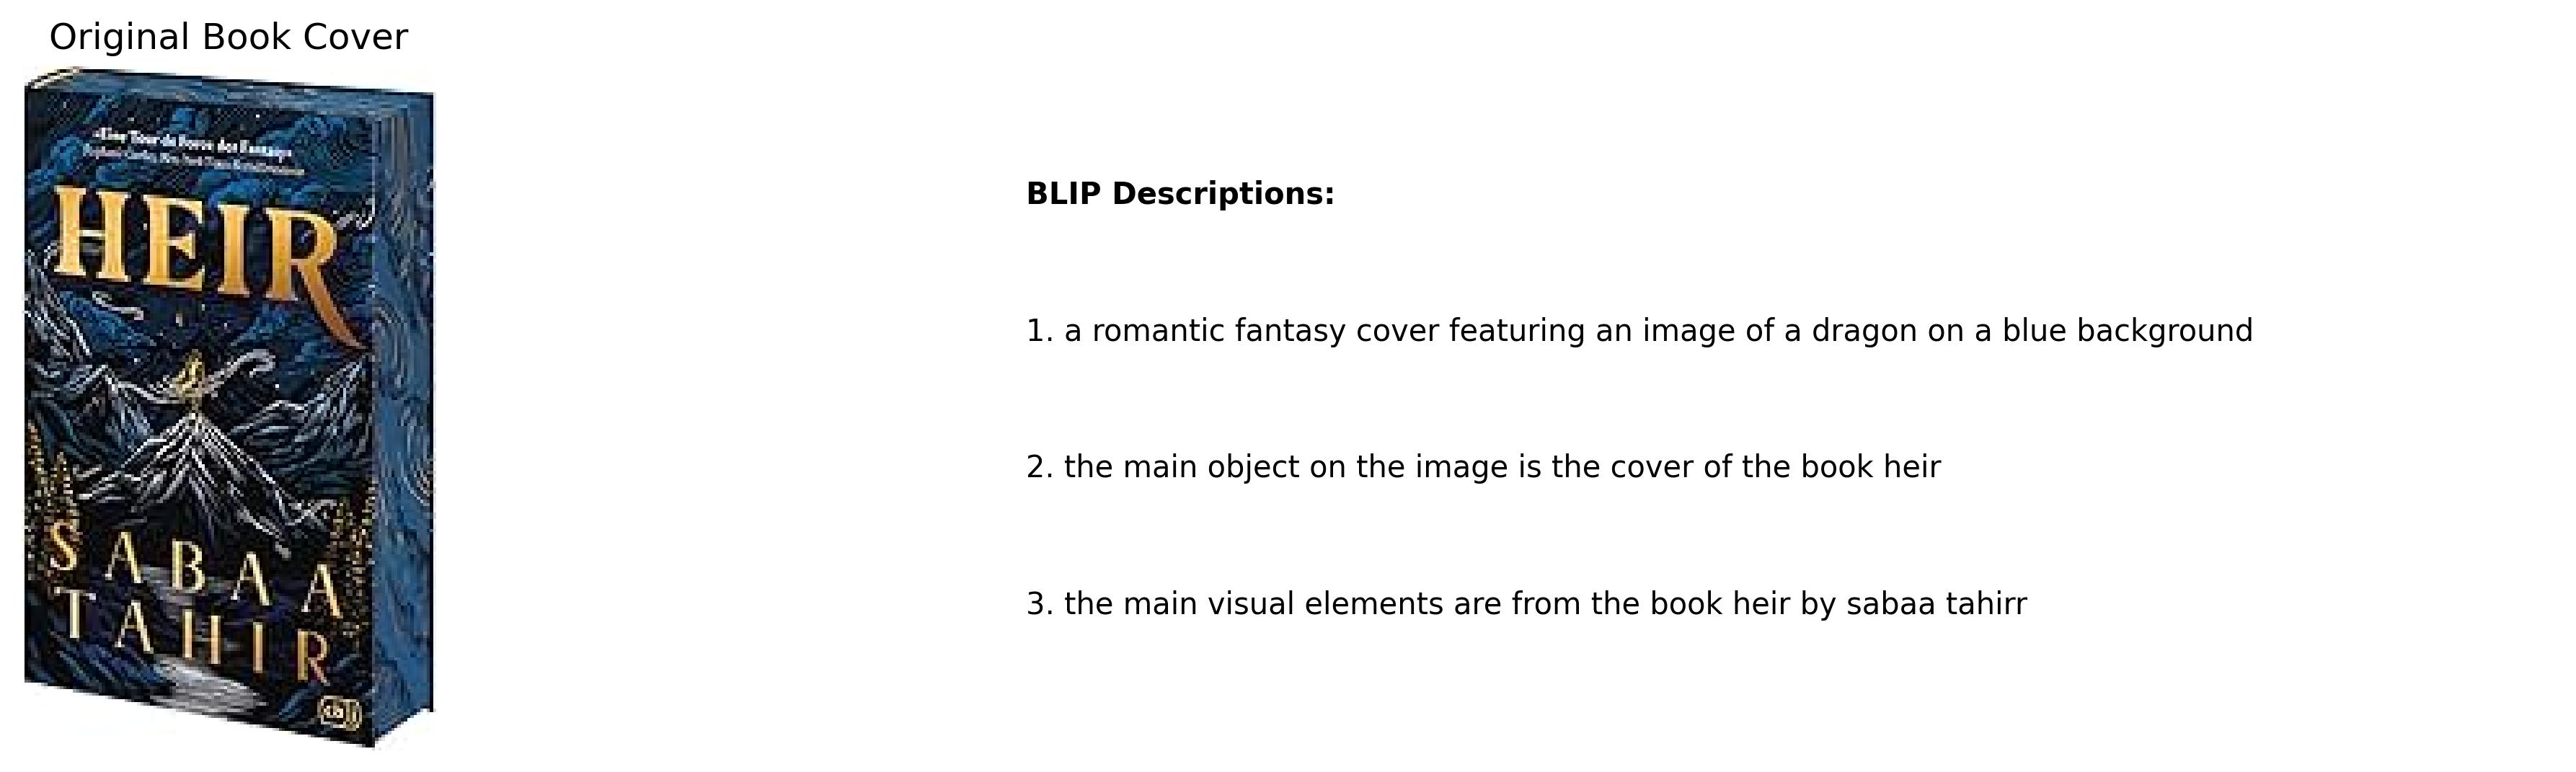 Original Book Cover
«Eine Tour de Force der Fantasy»
HEIR
SABAA
TAHIR
cbj
BLIP Descriptions:
1. a romantic fantasy cover featuring an image of a dragon on a blue background
2. the main object on the image is the cover of the book heir
3. the main visual elements are from the book heir by sabaa tahirr